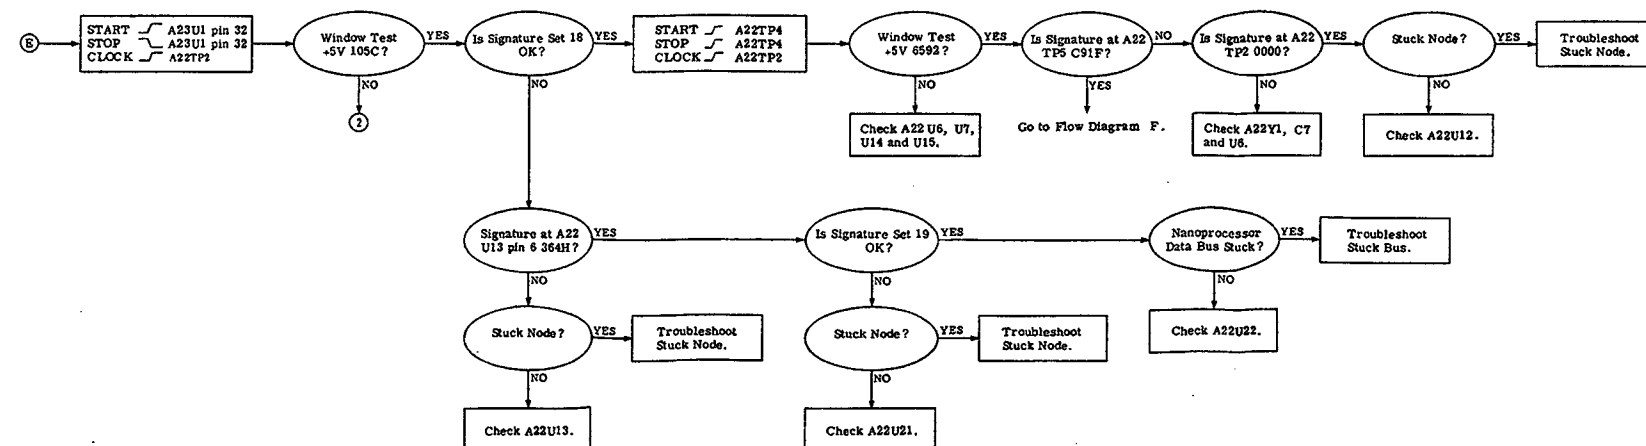 E
START A23U1 pin 32
STOP A23U1 pin 32
CLOCK A22TP2
Window Test
+5V 105C?
YES
NO
2
Is Signature Set 18
OK?
YES
NO
START A22TP4
STOP A22TP4
CLOCK A22TP2
Window Test
+5V 6592?
YES
NO
Check A22 U6, U7,
U14 and U15.
Is Signature at A22
TP5 C91F?
NO
YES
Go to Flow Diagram F.
Is Signature at A22
TP2 0000?
YES
NO
Check A22Y1, C7
and U6.
Stuck Node?
YES
NO
Check A22U12.
Troubleshoot
Stuck Node.
Signature at A22
U13 pin 6 364H?
YES
NO
Stuck Node?
YES
Troubleshoot
Stuck Node.
NO
Check A22U13.
Is Signature Set 19
OK?
YES
NO
Stuck Node?
YES
Troubleshoot
Stuck Node.
NO
Check A22U21.
Nanoprocessor
Data Bus Stuck?
YES
Troubleshoot
Stuck Bus.
NO
Check A22U22.